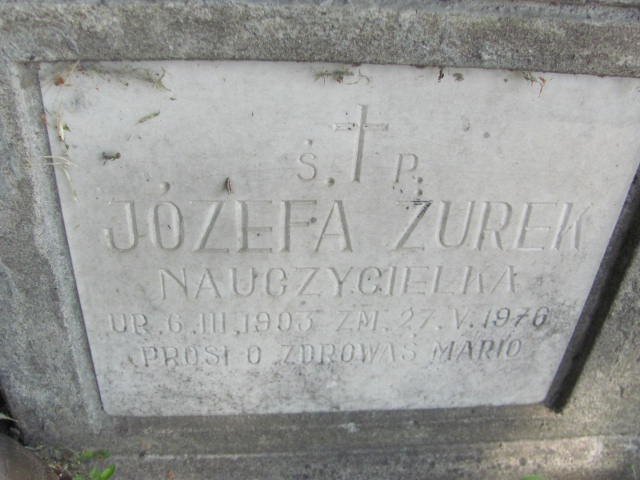 Ś. P.
JÓZEFA ŻUREK
NAUCZYCIELKA
UR. 6.III.1903 ZM. 27.V.1976
PROSI O ZDROWAŚ MARIO